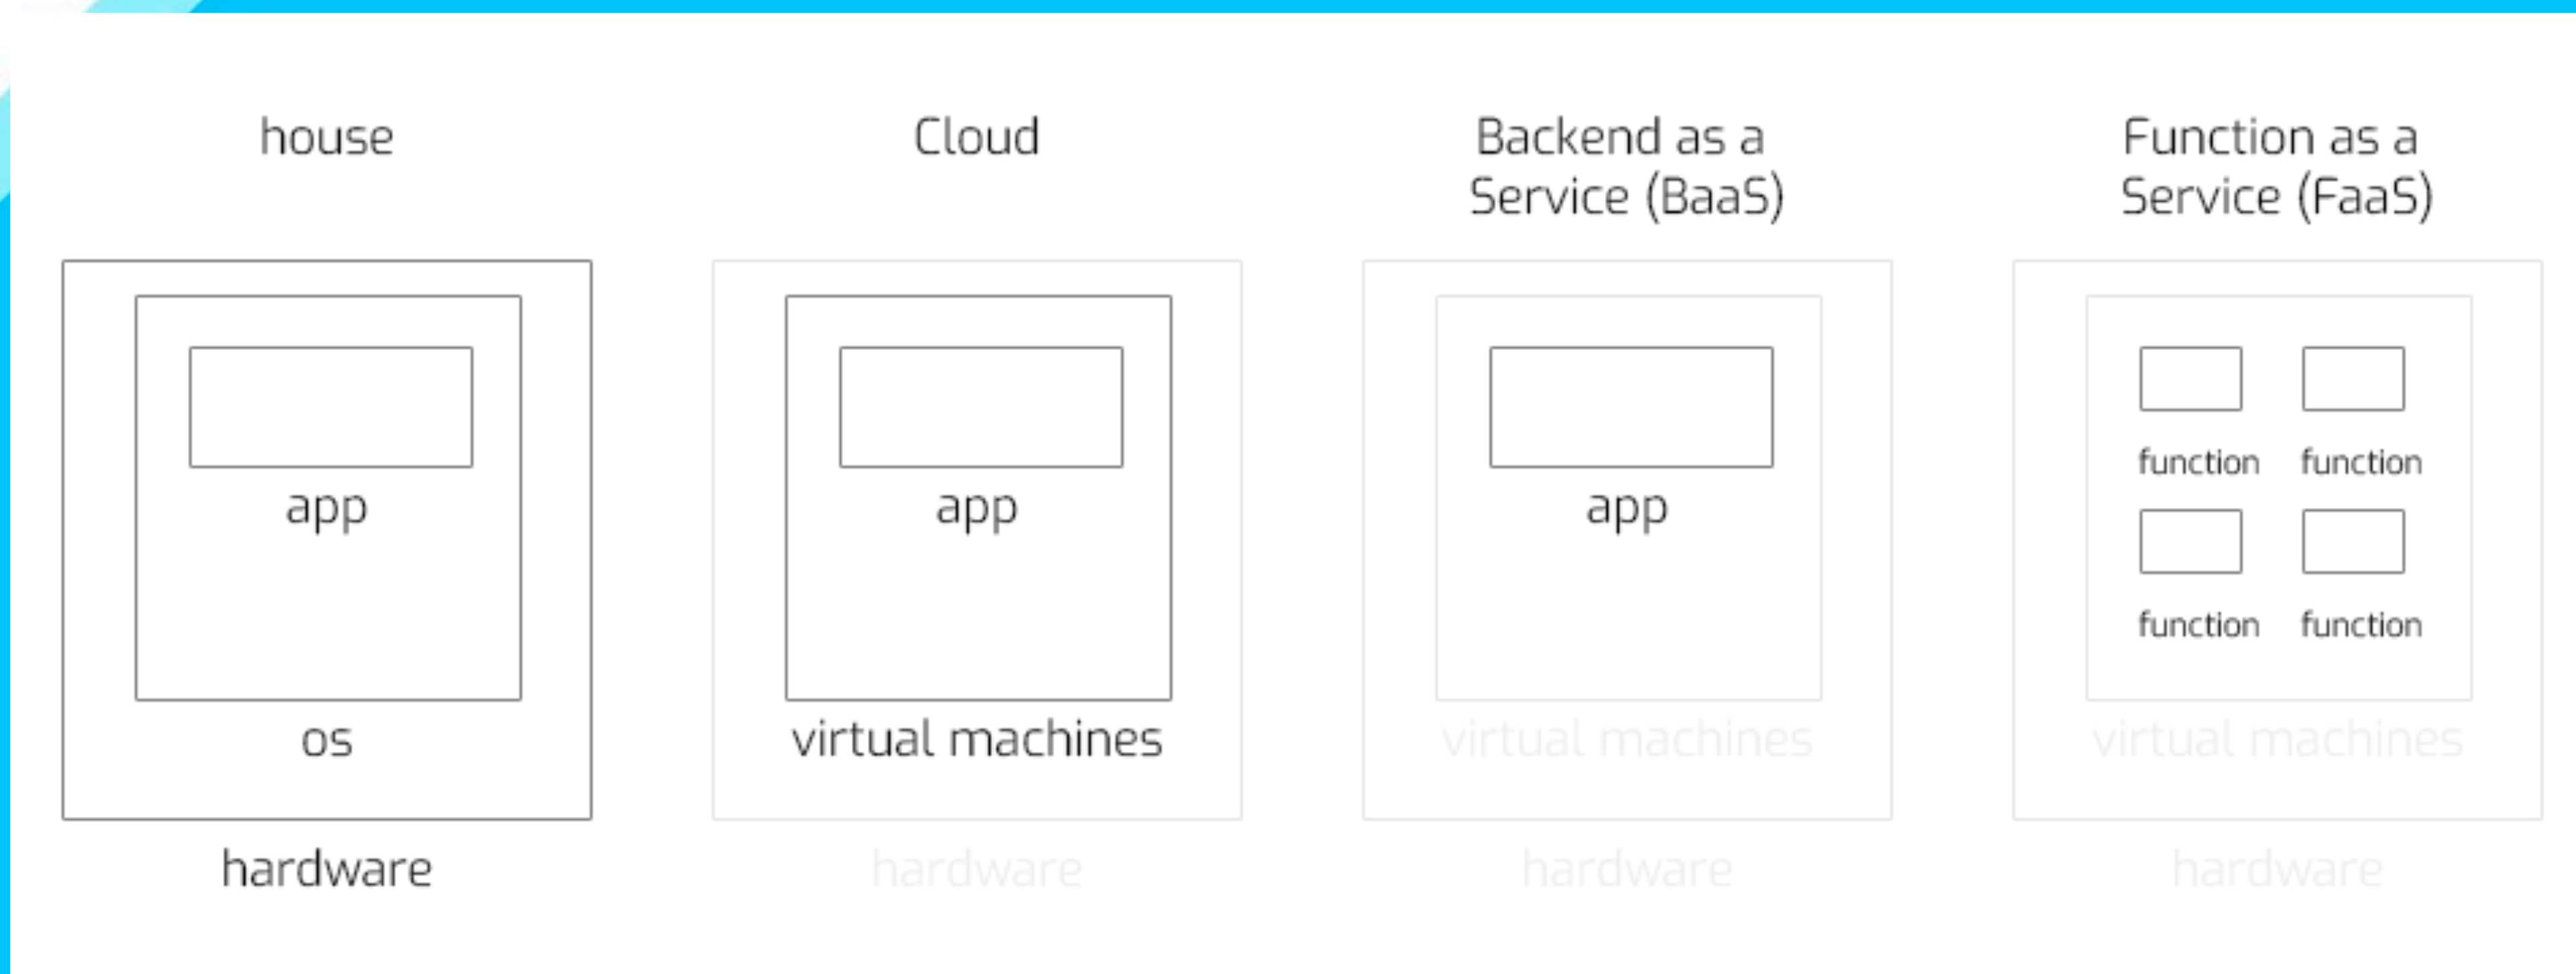 house
app
os
hardware
Cloud
app
virtual machines
hardware
Backend as a
Service (BaaS)
app
virtual machines
hardware
Function as a
Service (FaaS)
function function
function function
virtual machines
hardware